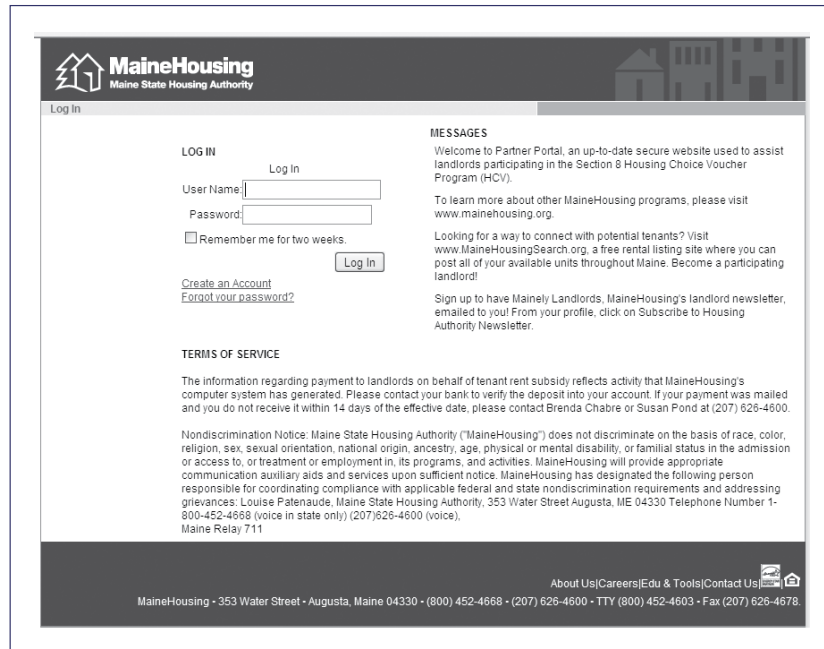 MaineHousing
Maine State Housing Authority
Log In
LOG IN
Log In
User Name:
Password:
Remember me for two weeks.
Log In
Create an Account
Forgot your password?
MESSAGES
Welcome to Partner Portal, an up-to-date secure website used to assist
landlords participating in the Section 8 Housing Choice Voucher
Program (HCV).
To learn more about other MaineHousing programs, please visit
www.mainehousing.org.
Looking for a way to connect with potential tenants? Visit
www.MaineHousingSearch.org, a free rental listing site where you can
post all of your available units throughout Maine. Become a participating
landlord!
Sign up to have Mainely Landlords, MaineHousing's landlord newsletter,
emailed to you! From your profile, click on Subscribe to Housing
Authority Newsletter.
TERMS OF SERVICE
The information regarding payment to landlords on behalf of tenant rent subsidy reflects activity that MaineHousing's
computer system has generated. Please contact your bank to verify the deposit into your account. If your payment was mailed
and you do not receive it within 14 days of the effective date, please contact Brenda Chabre or Susan Pond at (207) 626-4600.
Nondiscrimination Notice: Maine State Housing Authority ("MaineHousing") does not discriminate on the basis of race, color,
religion, sex, sexual orientation, national origin, ancestry, age, physical or mental disability, or familial status in the admission
or access to, or treatment or employment in, its programs, and activities. MaineHousing will provide appropriate
communication auxiliary aids and services upon sufficient notice. MaineHousing has designated the following person
responsible for coordinating compliance with applicable federal and state nondiscrimination requirements and addressing
grievances: Louise Patenaude, Maine State Housing Authority, 353 Water Street Augusta, ME 04330 Telephone Number 1-
800-452-4668 (voice in state only) (207)626-4600 (voice),
Maine Relay 711
About Us|Careers|Edu & Tools|Contact Us|
MaineHousing • 353 Water Street • Augusta, Maine 04330 • (800) 452-4668 • (207) 626-4600 • TTY (800) 452-4603 • Fax (207) 626-4678.